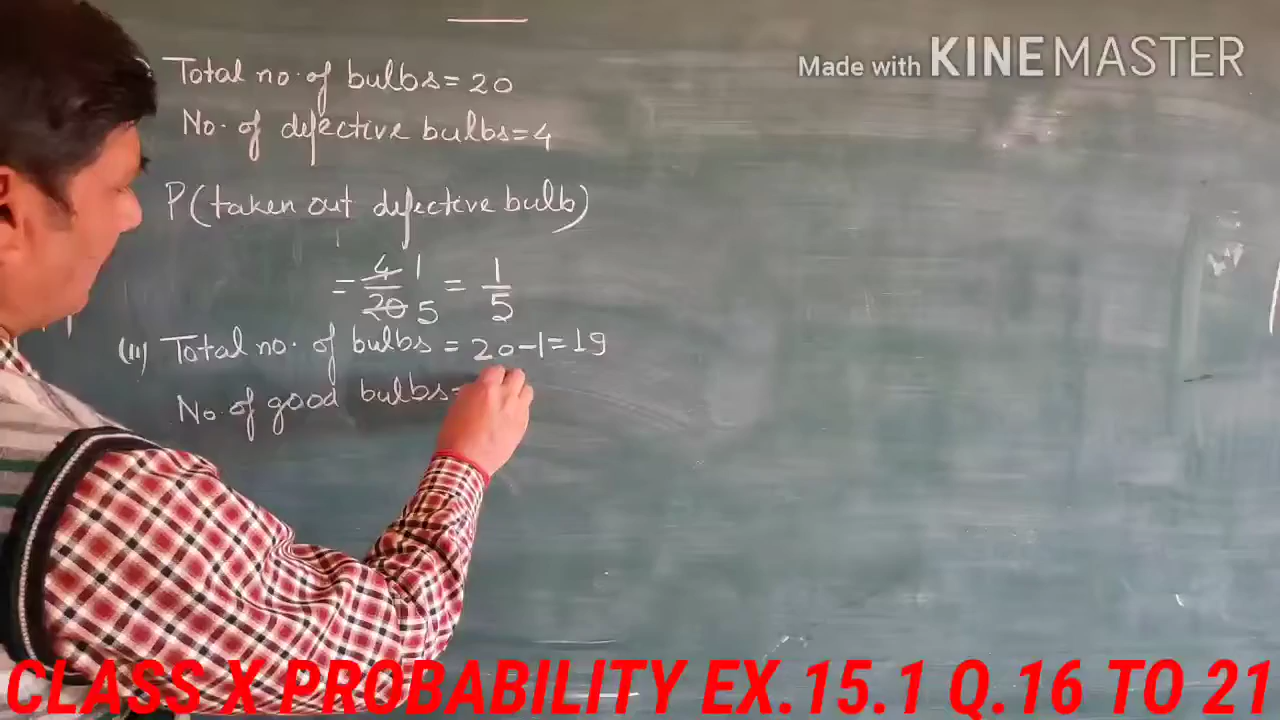 Made with KINEMASTER
Total no. of bulbs = 20
No. of defective bulbs = 4
P(taken out defective bulb)
= 4/20 1/5 = 1/5
(ii) Total no. of bulbs = 20-1=19
No. of good bulbs=
CLASS X PROBABILITY EX.15.1 Q.16 TO 21